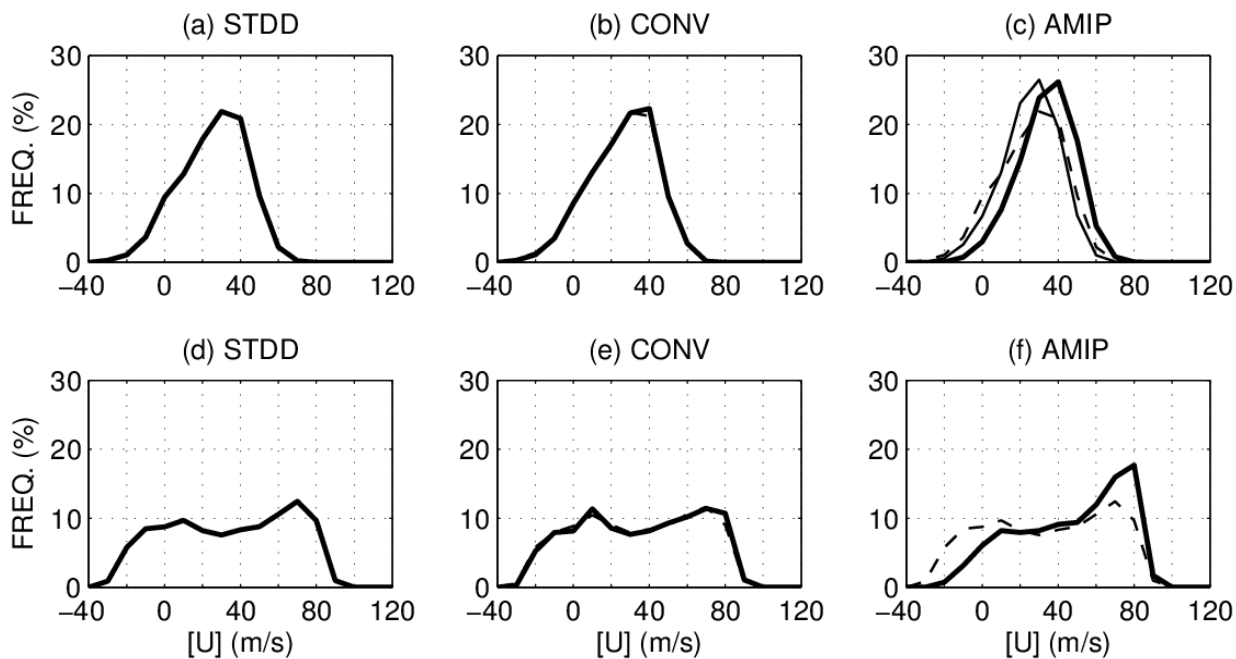 (a) STDD (b) CONV (c) AMIP
30 30 30
20 20 20
10 10 10
0 0 0
FREQ. (%)
−40 0 40 80 120 −40 0 40 80 120 −40 0 40 80 120
(d) STDD (e) CONV (f) AMIP
30 30 30
20 20 20
10 10 10
0 0 0
FREQ. (%)
−40 0 40 80 120 −40 0 40 80 120 −40 0 40 80 120
[U] (m/s) [U] (m/s) [U] (m/s)